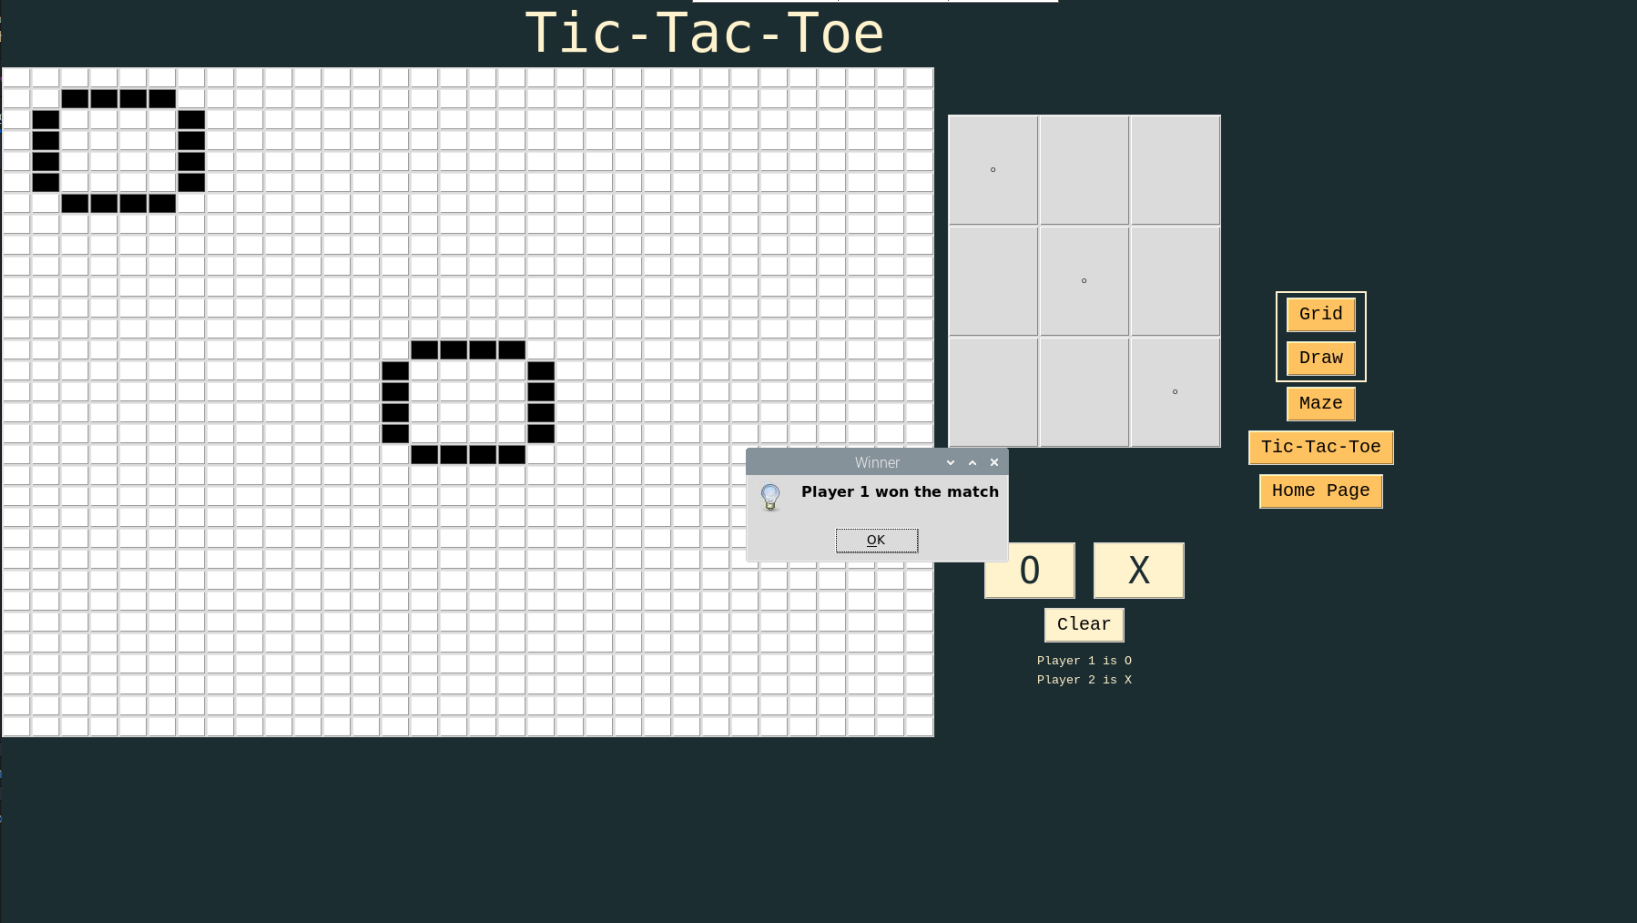 Tic-Tac-Toe
o
o
o
Grid
Draw
Maze
Tic-Tac-Toe
Home Page
Winner
Player 1 won the match
OK
O X
Clear
Player 1 is O
Player 2 is X